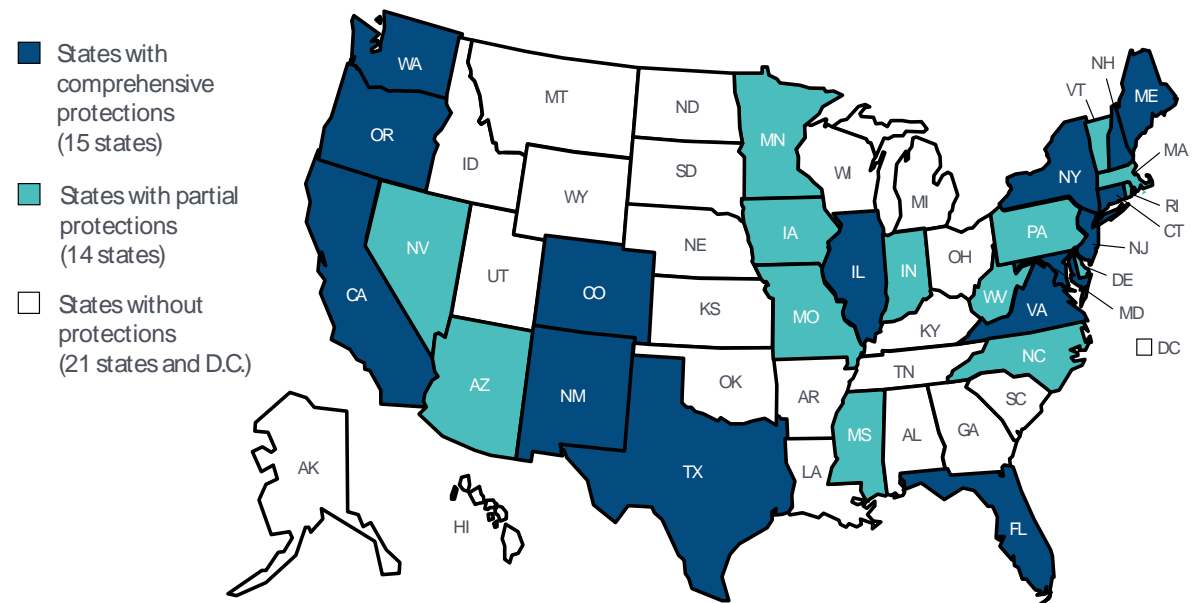 States with
comprehensive
protections
(15 states)
States with partial
protections
(14 states)
States without
protections
(21 states and D.C.)
WA
OR
CA
NV
ID
MT
WY
UT
AZ
CO
NM
ND
SD
NE
KS
OK
TX
MN
IA
MO
AR
LA
WI
IL
MI
IN
OH
KY
TN
MS
AL
GA
FL
SC
NC
VA
WV
PA
NY
VT
NH
ME
MA
RI
CT
NJ
DE
MD
DC
AK
HI